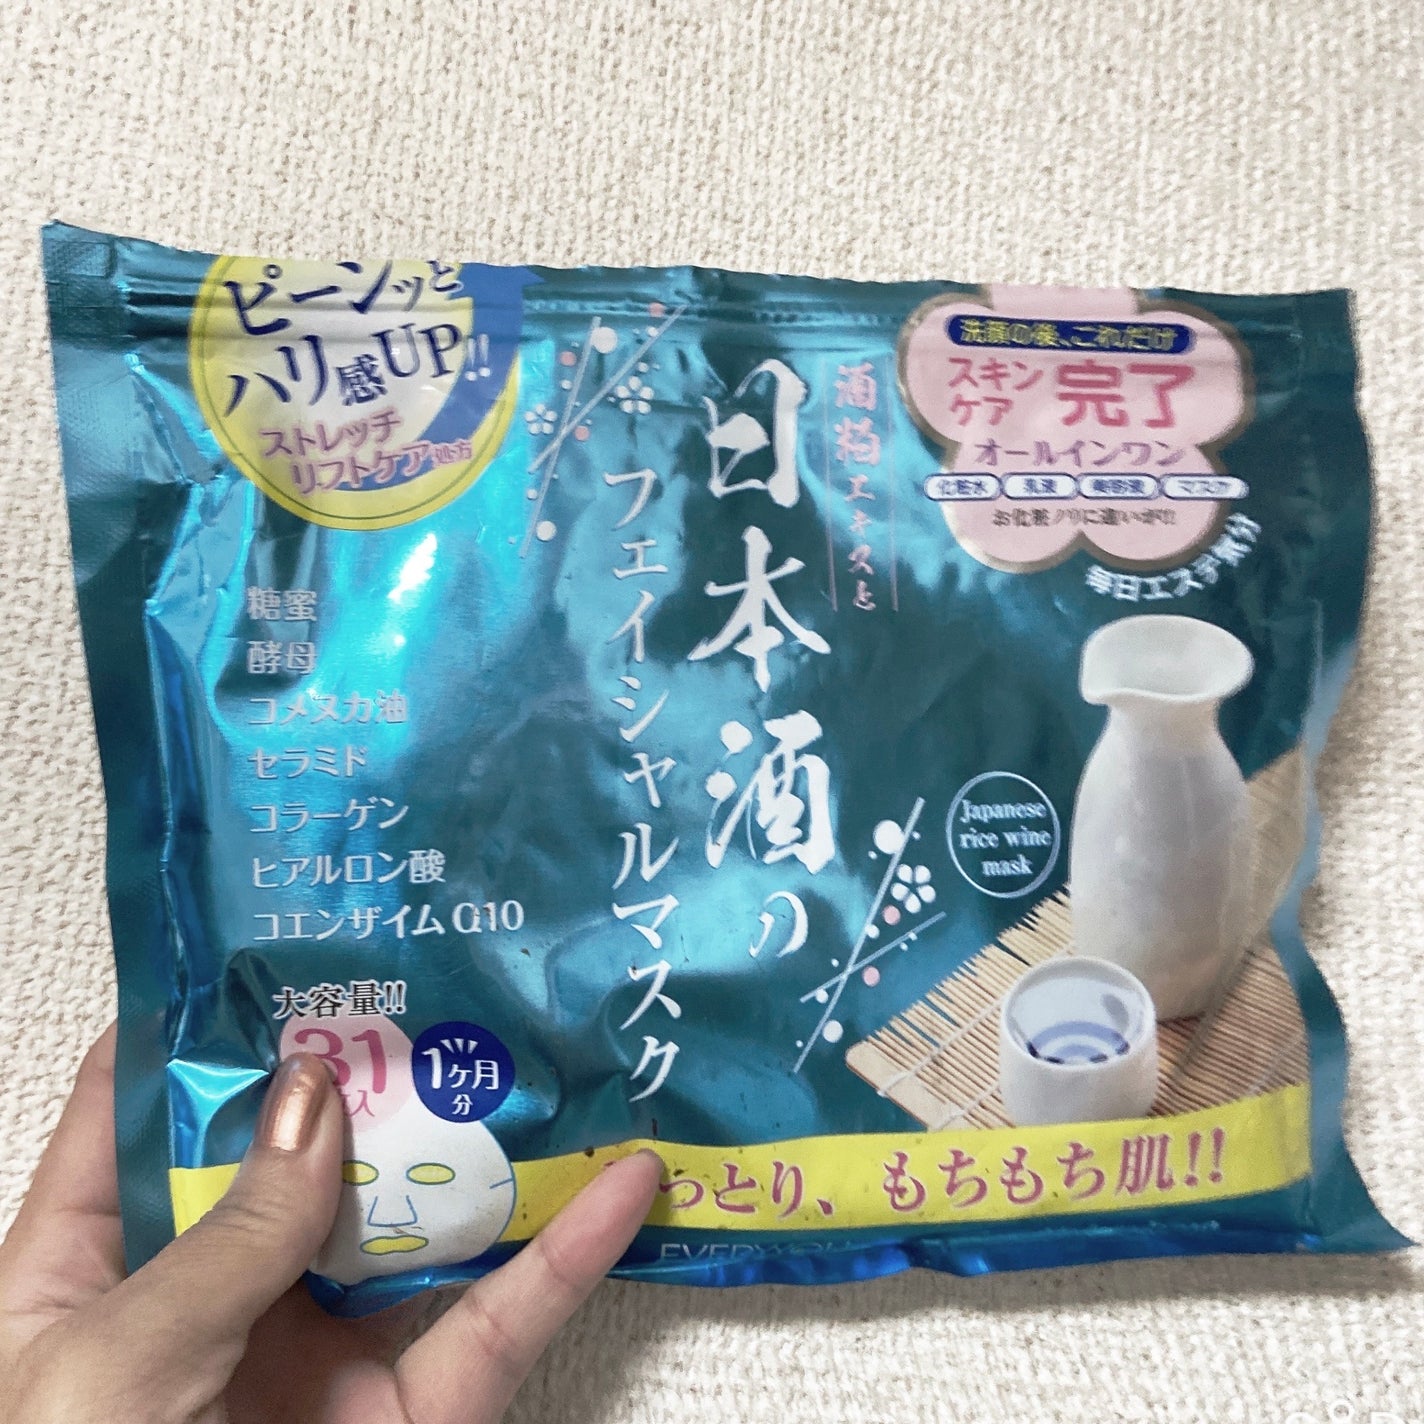 ピーンッと
ハリ感UP!!
ストレッチ
リフトケア処方
酒粕エキスと
日本酒の
フェイシャルマスク
洗顔の後、これだけ
スキンケア
完了
オールインワン
化粧水 乳液 美容液 マスク
お化粧ノリに違いが!!
毎日エステ気分
糖蜜
酵母
コメヌカ油
セラミド
コラーゲン
ヒアルロン酸
コエンザイムQ10
Japanese
rice wine
mask
大容量!!
31
入
1ヶ月
分
っとり、もちもち肌!!